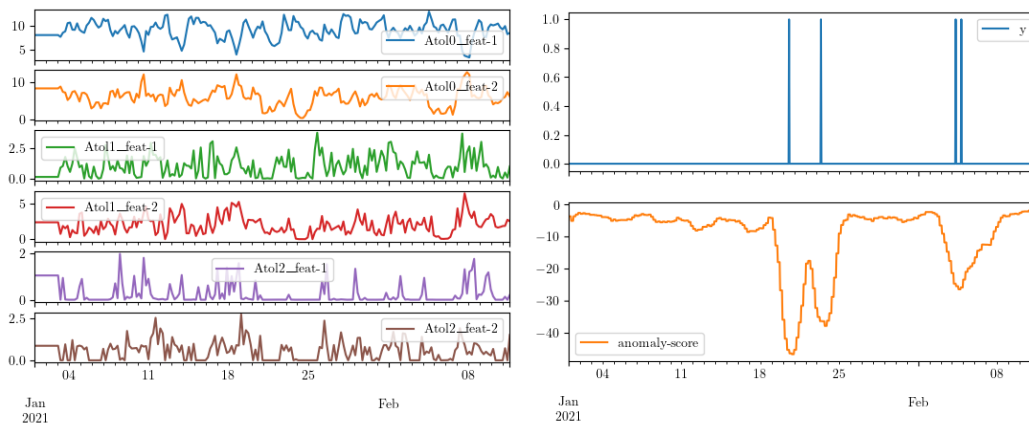 10
5
Atol0_feat-1
10
0
Atol0_feat-2
2.5
0.0
Atol1_feat-1
5
0
Atol1_feat-2
2
0
Atol2_feat-1
2.5
0.0
Atol2_feat-2
04 11 18 25 08
Jan
2021
Feb
1.0
0.8
0.6
0.4
0.2
0.0
y
0
−10
−20
−30
−40
anomaly-score
04 11 18 25 08
Jan
2021
Feb